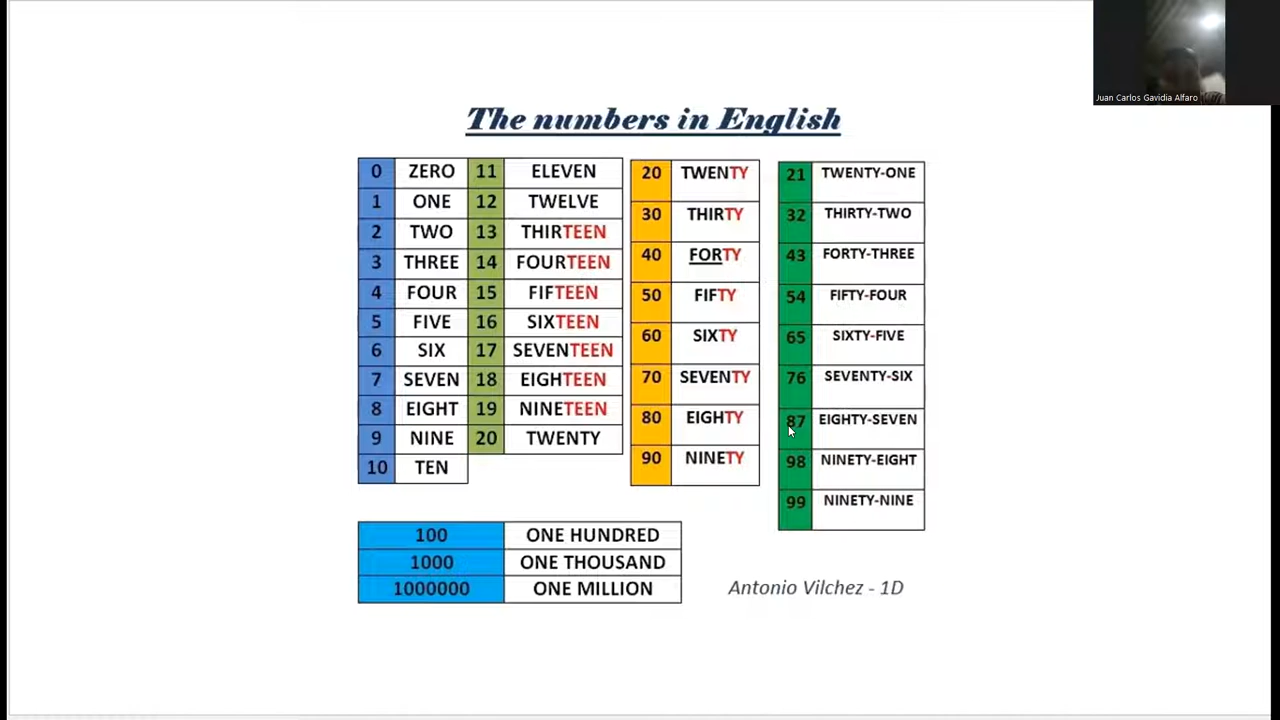 Juan Carlos Gavidia Alfaro
The numbers in English
0 ZERO 11 ELEVEN
1 ONE 12 TWELVE
2 TWO 13 THIRTEEN
3 THREE 14 FOURTEEN
4 FOUR 15 FIFTEEN
5 FIVE 16 SIXTEEN
6 SIX 17 SEVENTEEN
7 SEVEN 18 EIGHTEEN
8 EIGHT 19 NINETEEN
9 NINE 20 TWENTY
10 TEN
20 TWENTY
30 THIRTY
40 FORTY
50 FIFTY
60 SIXTY
70 SEVENTY
80 EIGHTY
90 NINETY
21 TWENTY-ONE
32 THIRTY-TWO
43 FORTY-THREE
54 FIFTY-FOUR
65 SIXTY-FIVE
76 SEVENTY-SIX
87 EIGHTY-SEVEN
98 NINETY-EIGHT
99 NINETY-NINE
100 ONE HUNDRED
1000 ONE THOUSAND
1000000 ONE MILLION
Antonio Vilchez - 1D